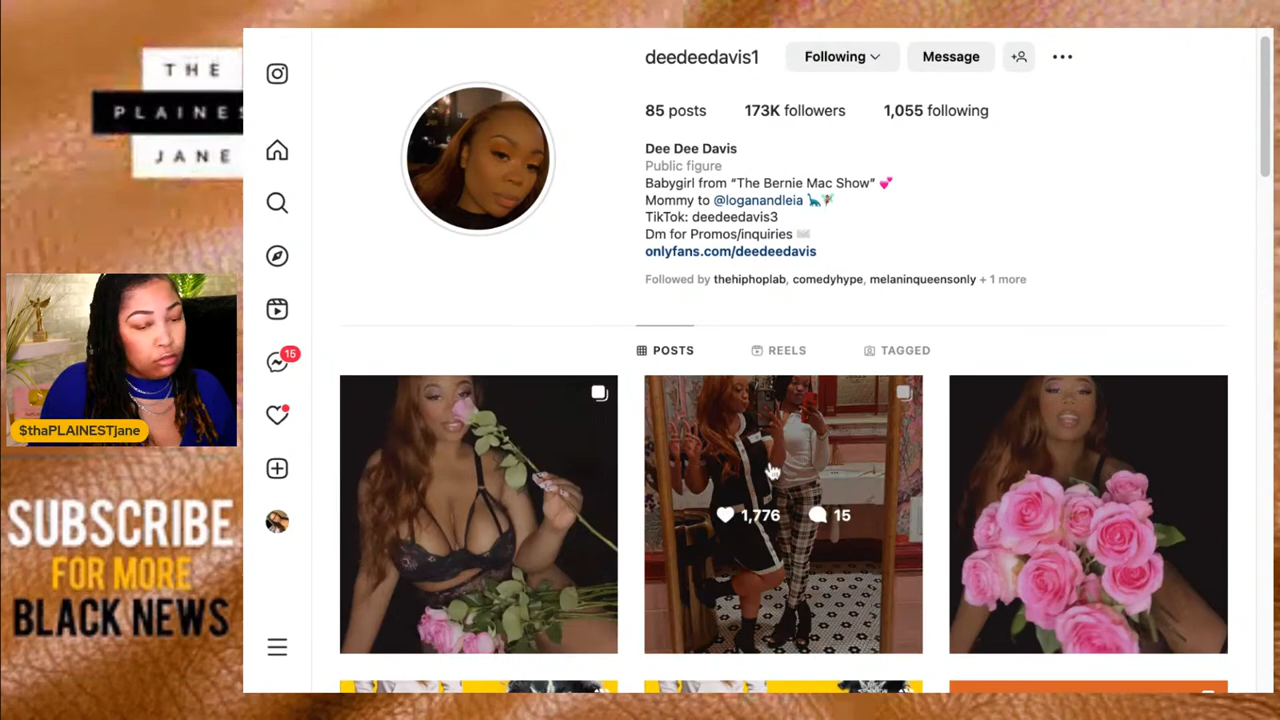 THE
PLAINES
JANE
$thaPLAINESTjane
SUBSCRIBE
FOR MORE
BLACK NEWS
15
deedeedavis1
Following
Message
85 posts
173K followers
1,055 following
Dee Dee Davis
Public figure
Babygirl from “The Bernie Mac Show” 💕
Mommy to @loganandleia 🦕🧚
TikTok: deedeedavis3
Dm for Promos/inquiries ✉️
onlyfans.com/deedeedavis
Followed by thehiphoplab, comedyhype, melaninqueensonly + 1 more
POSTS
REELS
TAGGED
1,776
15